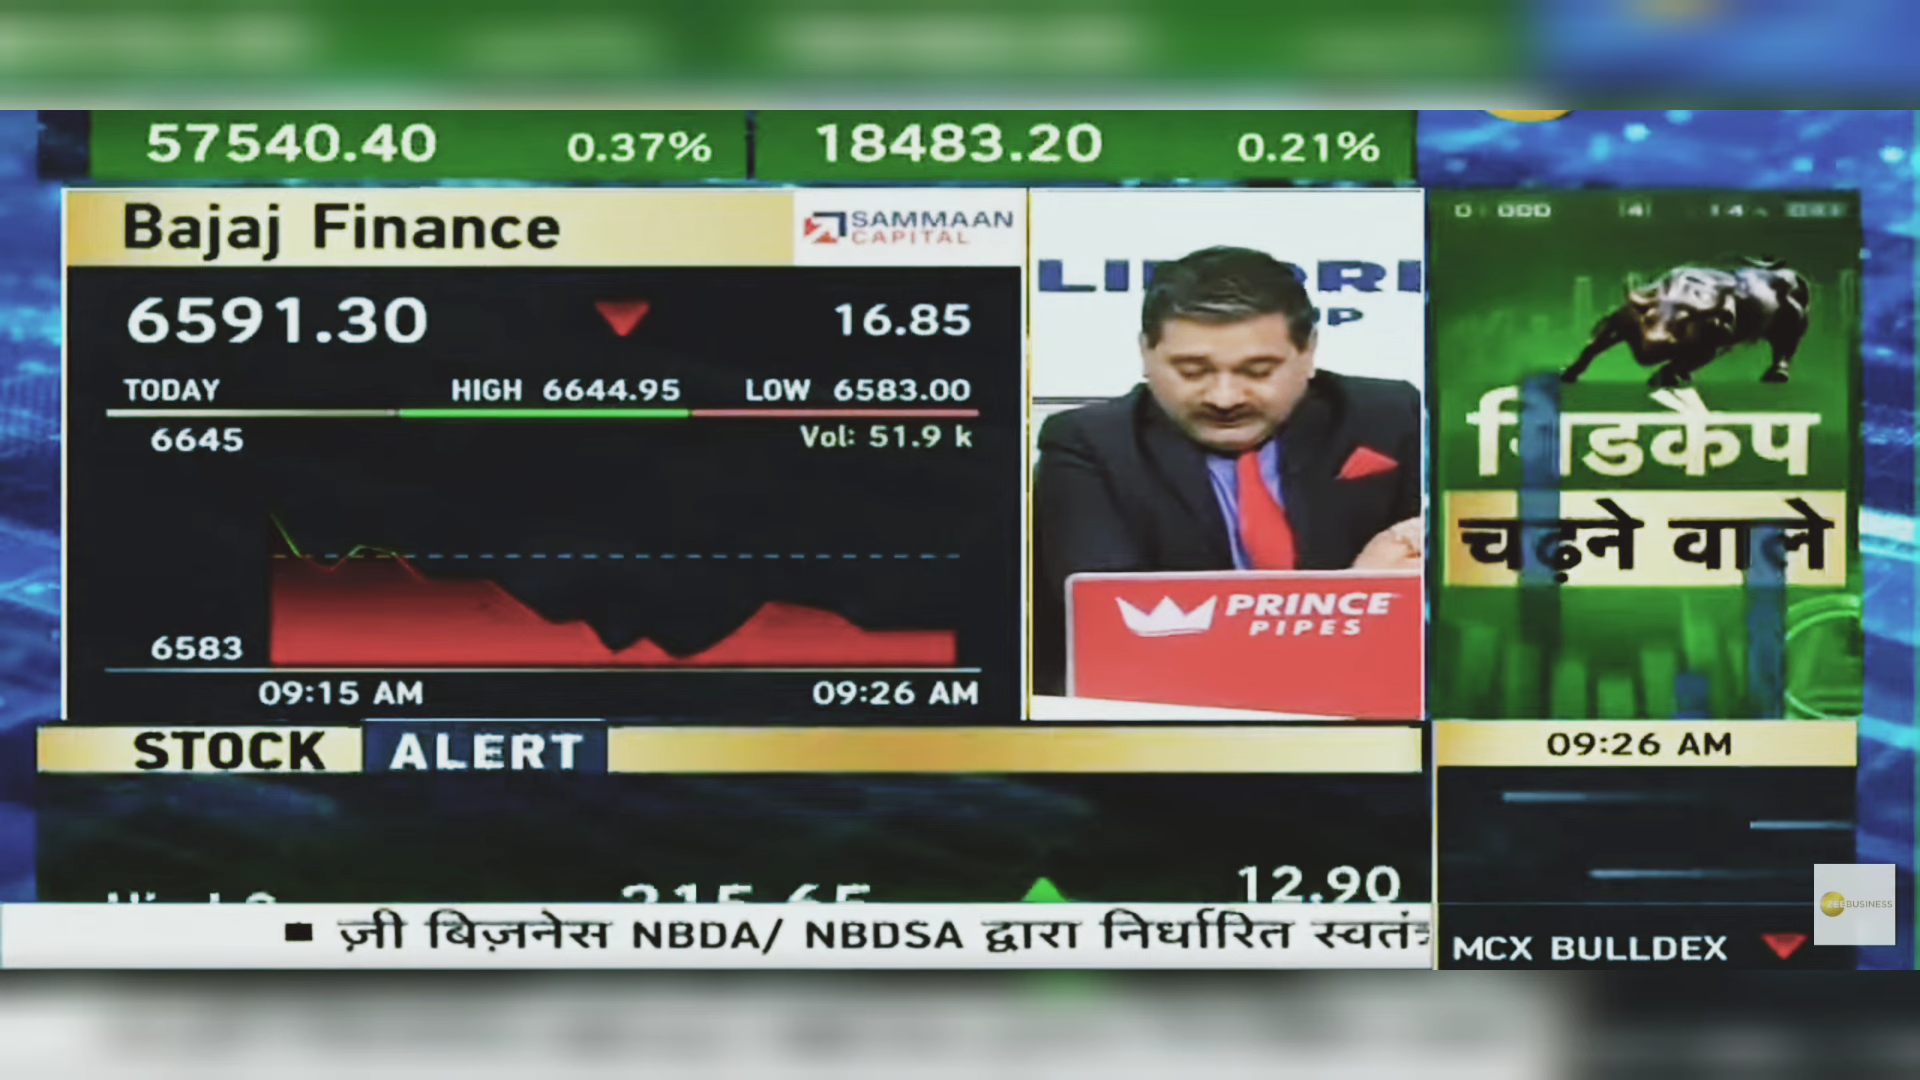 57540.40 0.37% 18483.20 0.21%
Bajaj Finance
SAMMAAN
CAPITAL
6591.30 16.85
TODAY HIGH 6644.95 LOW 6583.00
Vol: 51.9 k
6645
6583
09:15 AM 09:26 AM
PRINCE
PIPES
मिडकैप
चढ़ने वाले
STOCK ALERT
09:26 AM
12.90
ज़ी बिज़नेस NBDA/ NBDSA द्वारा निर्धारित
MCX BULLDEX
ZEEBUSINESS